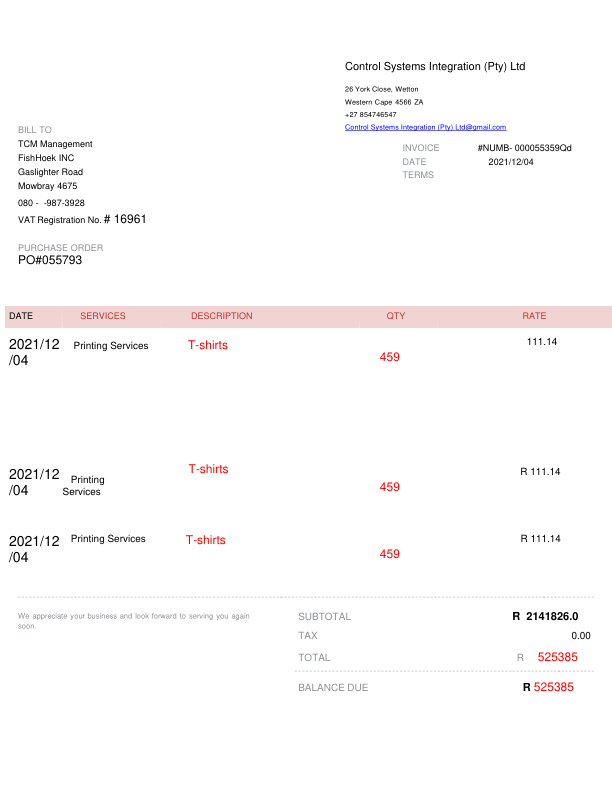 Control Systems Integration (Pty) Ltd
26 York Close, Wetton
Western Cape 4566 ZA
+27 854746547
Control Systems Integration (Pty) Ltd@gmail.com
BILL TO
TCM Management
FishHoek INC
Gaslighter Road
Mowbray 4675
080 -  -987-3928
VAT Registration No. # 16961
INVOICE #NUMB- 000055359Qd
DATE 2021/12/04
TERMS
PURCHASE ORDER
PO#055793
DATE SERVICES DESCRIPTION QTY RATE
2021/12
/04
Printing Services
T-shirts
459
111.14
2021/12
/04
Printing
Services
T-shirts
459
R 111.14
2021/12
/04
Printing Services
T-shirts
459
R 111.14
We appreciate your business and look forward to serving you again
soon.
SUBTOTAL R 2141826.0
TAX 0.00
TOTAL R 525385
BALANCE DUE R 525385